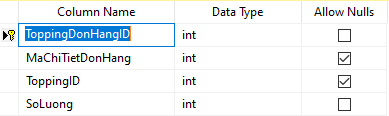 Column Name Data Type Allow Nulls
ToppingDonHangID int
MaChiTietDonHang int
ToppingID int
SoLuong int